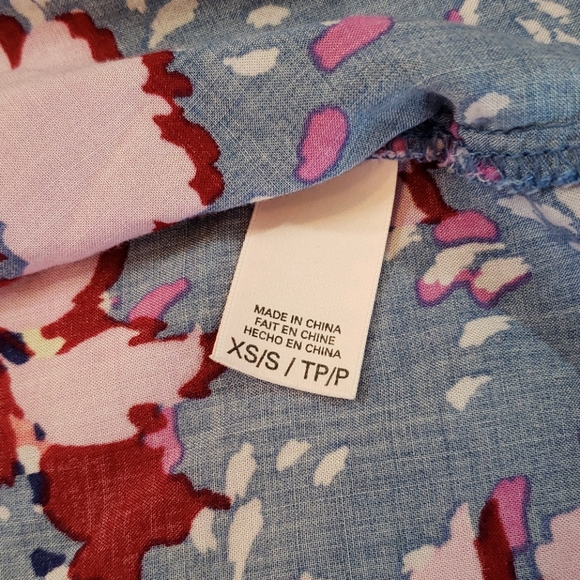 MADE IN CHINA
FAIT EN CHINE
HECHO EN CHINA
XS/S / TP/P